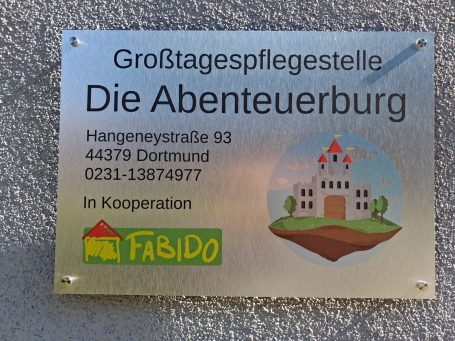 Großtagespflegestelle
Die Abenteuerburg
Hangeneystraße 93
44379 Dortmund
0231-13874977
In Kooperation
FABIDO